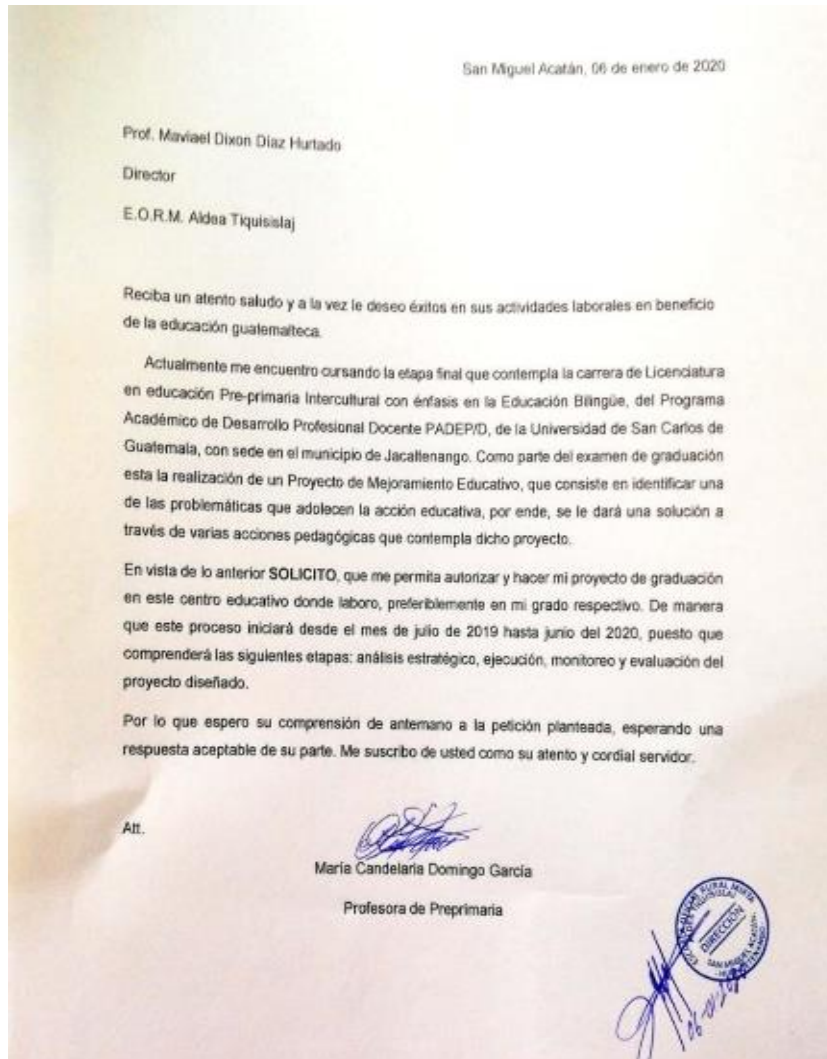 San Miguel Acatán, 06 de enero de 2020
Prof. Maviael Dixon Díaz Hurtado
Director
E.O.R.M. Aldea Tiquisislaj
Reciba un atento saludo y a la vez le deseo éxitos en sus actividades laborales en beneficio
de la educación guatemalteca.
Actualmente me encuentro cursando la etapa final que contempla la carrera de Licenciatura
en educación Pre-primaria Intercultural con énfasis en la Educación Bilingüe, del Programa
Académico de Desarrollo Profesional Docente PADEP/D, de la Universidad de San Carlos de
Guatemala, con sede en el municipio de Jacaltenango. Como parte del examen de graduación
esta la realización de un Proyecto de Mejoramiento Educativo, que consiste en identificar una
de las problemáticas que adolecen la acción educativa, por ende, se le dará una solución a
través de varias acciones pedagógicas que contempla dicho proyecto.
En vista de lo anterior SOLICITO, que me permita autorizar y hacer mi proyecto de graduación
en este centro educativo donde laboro, preferiblemente en mi grado respectivo. De manera
que este proceso iniciará desde el mes de julio de 2019 hasta junio del 2020, puesto que
comprenderá las siguientes etapas: análisis estratégico, ejecución, monitoreo y evaluación del
proyecto diseñado.
Por lo que espero su comprensión de antemano a la petición planteada, esperando una
respuesta aceptable de su parte. Me suscribo de usted como su atento y cordial servidor.
Att.
María Candelaria Domingo García
Profesora de Preprimaria
RURAL MIXTA
DIRECCIÓN
SAN MIGUEL ACATÁN